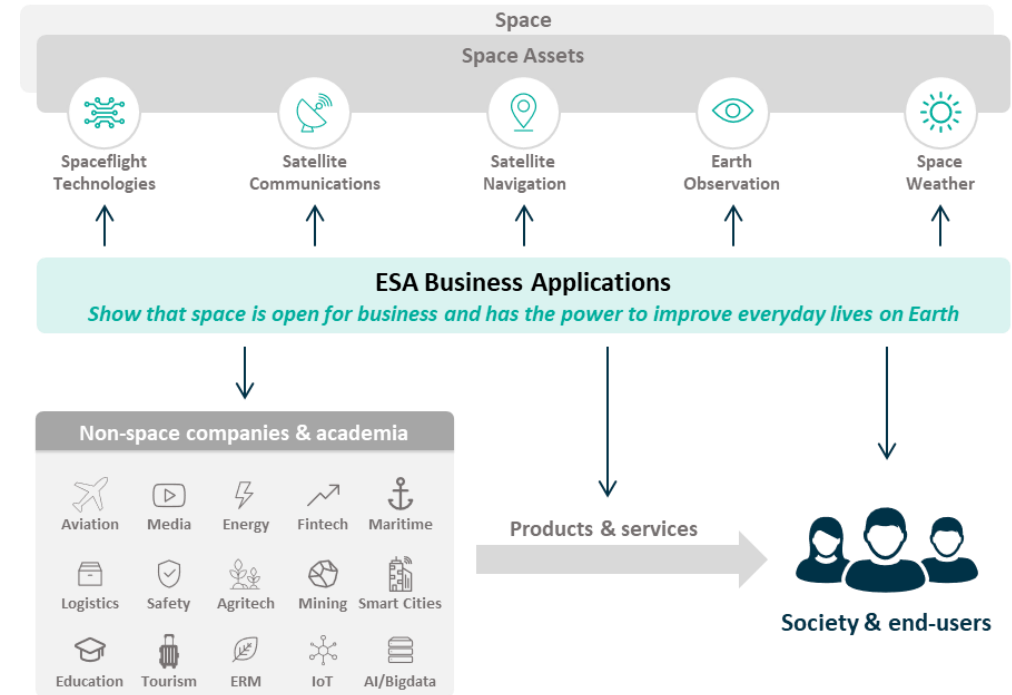 Space
Space Assets
Spaceflight
Technologies
Satellite
Communications
Satellite
Navigation
Earth
Observation
Space
Weather
ESA Business Applications
Show that space is open for business and has the power to improve everyday lives on Earth
Non-space companies & academia
Aviation
Media
Energy
Fintech
Maritime
Logistics
Safety
Agritech
Mining
Smart Cities
Education
Tourism
ERM
IoT
AI/Bigdata
Products & services
Society & end-users